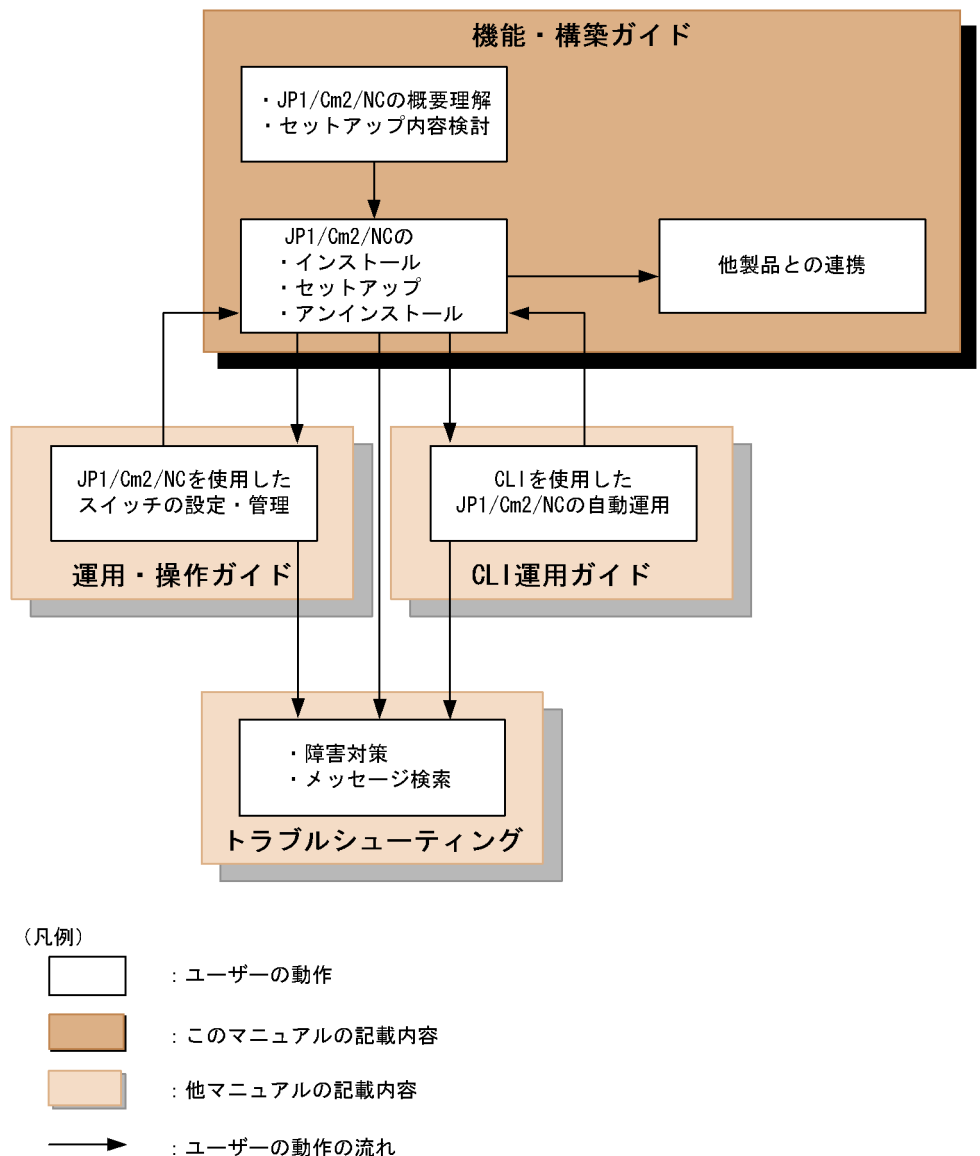 機能・構築ガイド
・JP1/Cm2/NCの概要理解
・セットアップ内容検討
JP1/Cm2/NCの
・インストール
・セットアップ
・アンインストール
他製品との連携
JP1/Cm2/NCを使用した
スイッチの設定・管理
運用・操作ガイド
CLIを使用した
JP1/Cm2/NCの自動運用
CLI運用ガイド
・障害対策
・メッセージ検索
トラブルシューティング
（凡例）
：ユーザーの動作
：このマニュアルの記載内容
：他マニュアルの記載内容
：ユーザーの動作の流れ